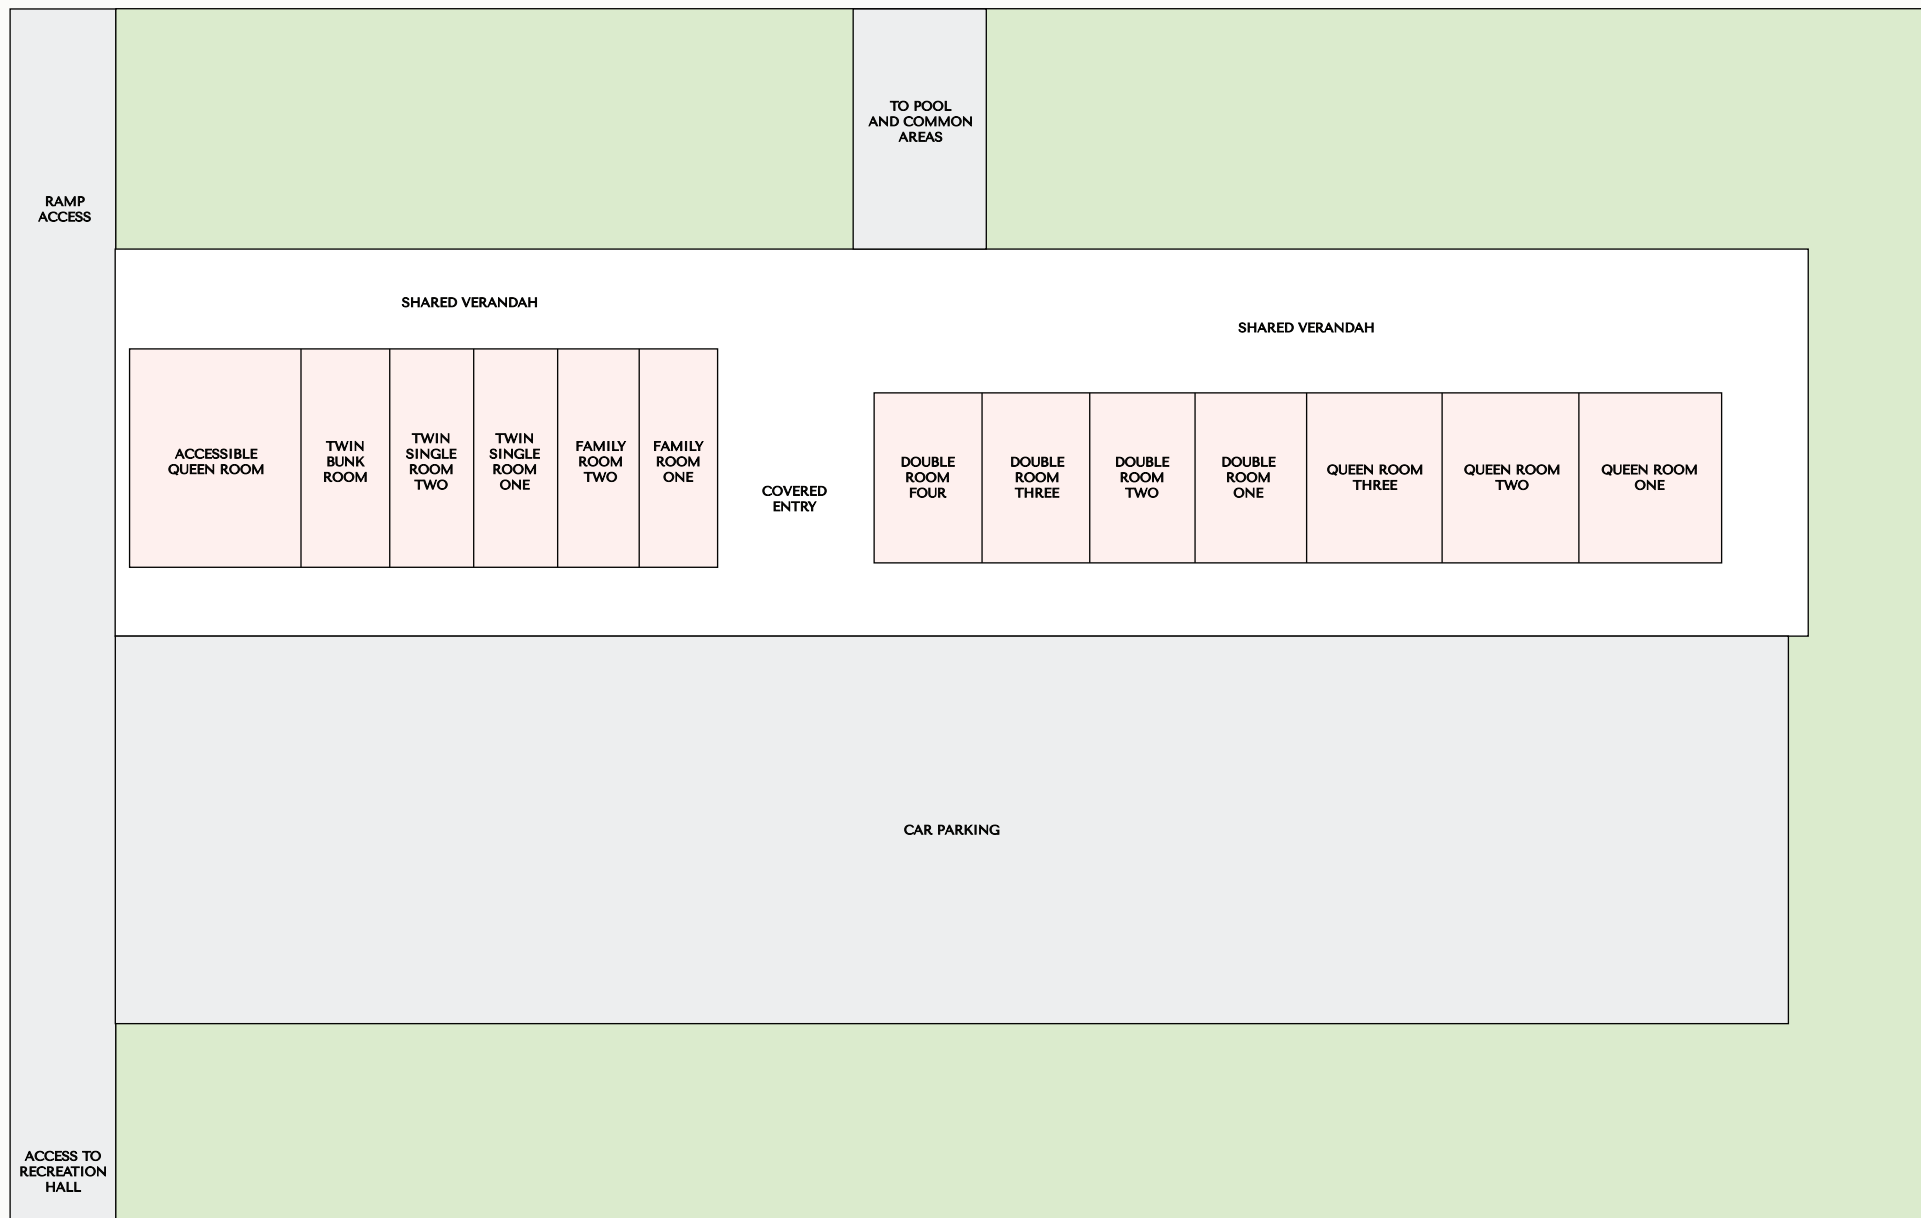 TO POOL
AND COMMON
AREAS
RAMP
ACCESS
SHARED VERANDAH
SHARED VERANDAH
ACCESSIBLE
QUEEN ROOM
TWIN
BUNK
ROOM
TWIN
SINGLE
ROOM
TWO
TWIN
SINGLE
ROOM
ONE
FAMILY
ROOM
TWO
FAMILY
ROOM
ONE
COVERED
ENTRY
DOUBLE
ROOM
FOUR
DOUBLE
ROOM
THREE
DOUBLE
ROOM
TWO
DOUBLE
ROOM
ONE
QUEEN ROOM
THREE
QUEEN ROOM
TWO
QUEEN ROOM
ONE
CAR PARKING
ACCESS TO
RECREATION
HALL